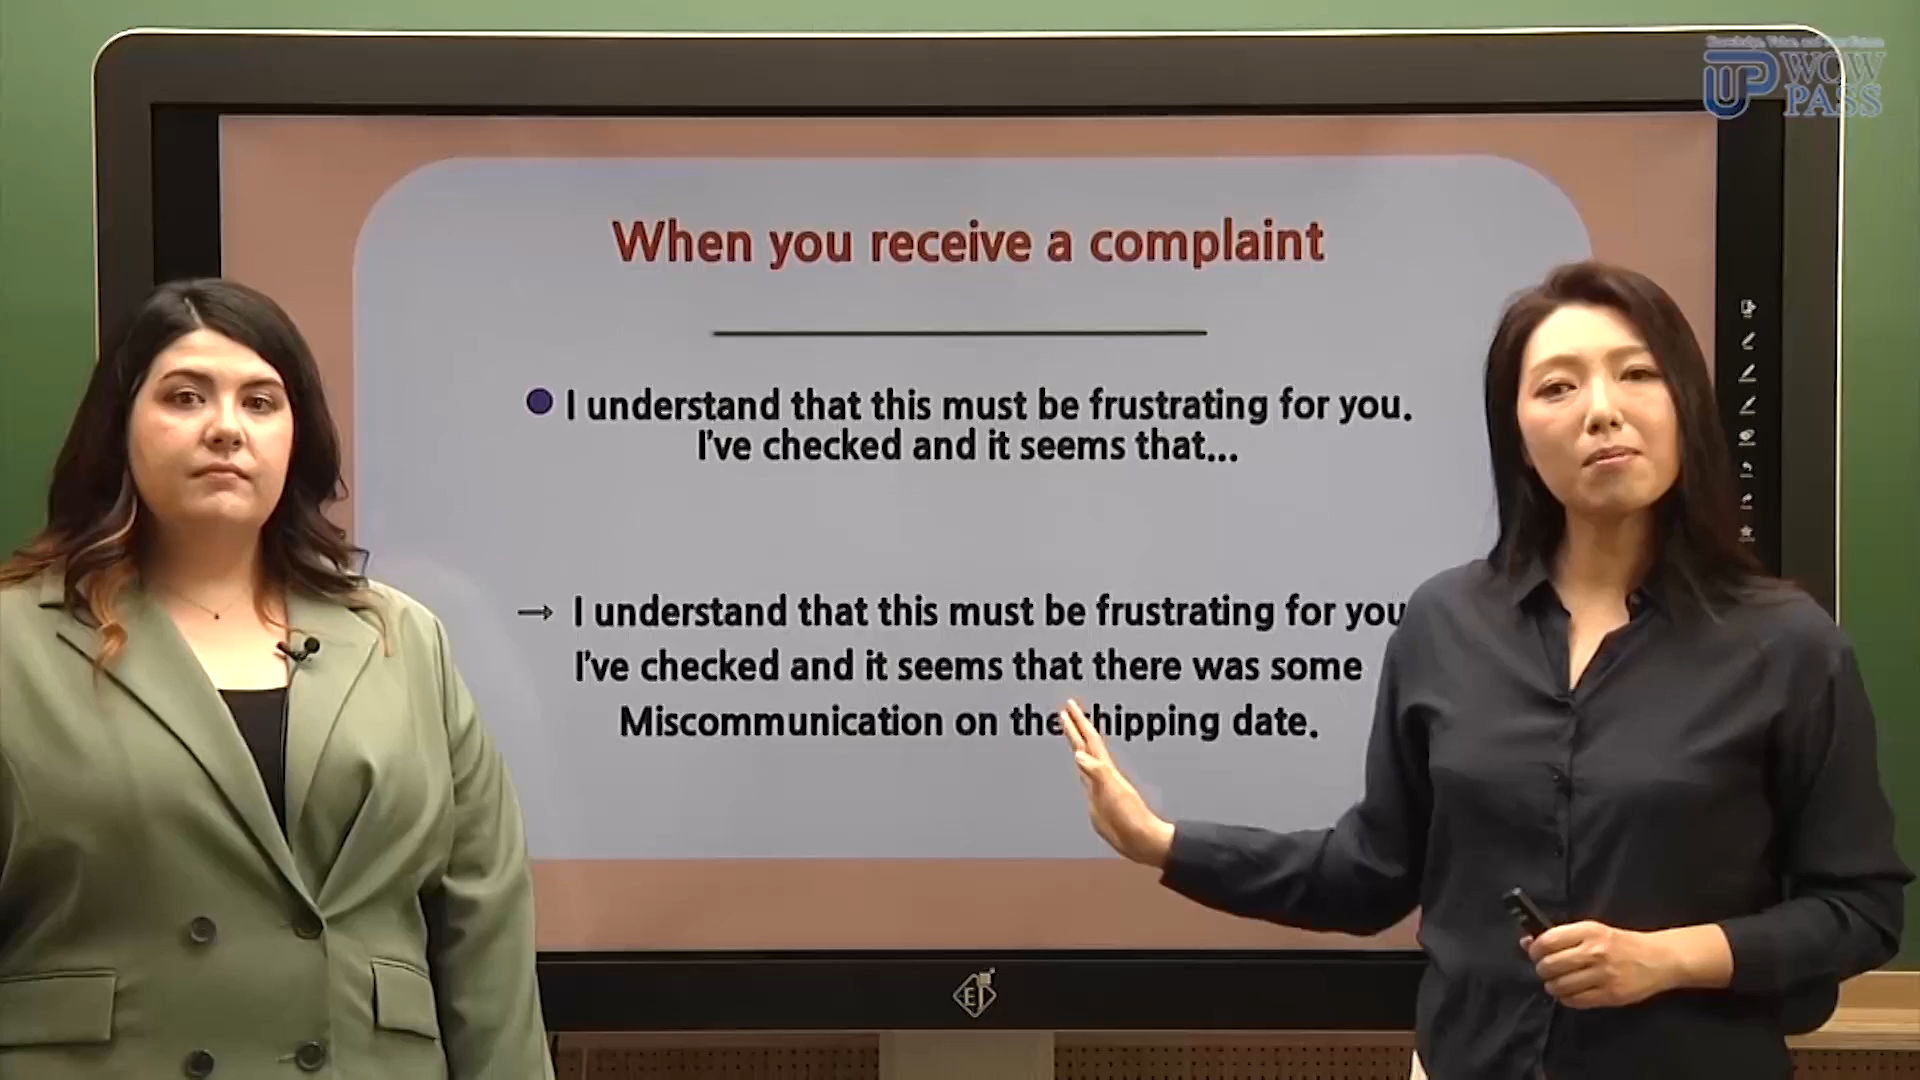 WOW
PASS
When you receive a complaint
I understand that this must be frustrating for you.
I've checked and it seems that...
→ I understand that this must be frustrating for you
I've checked and it seems that there was some
Miscommunication on the shipping date.